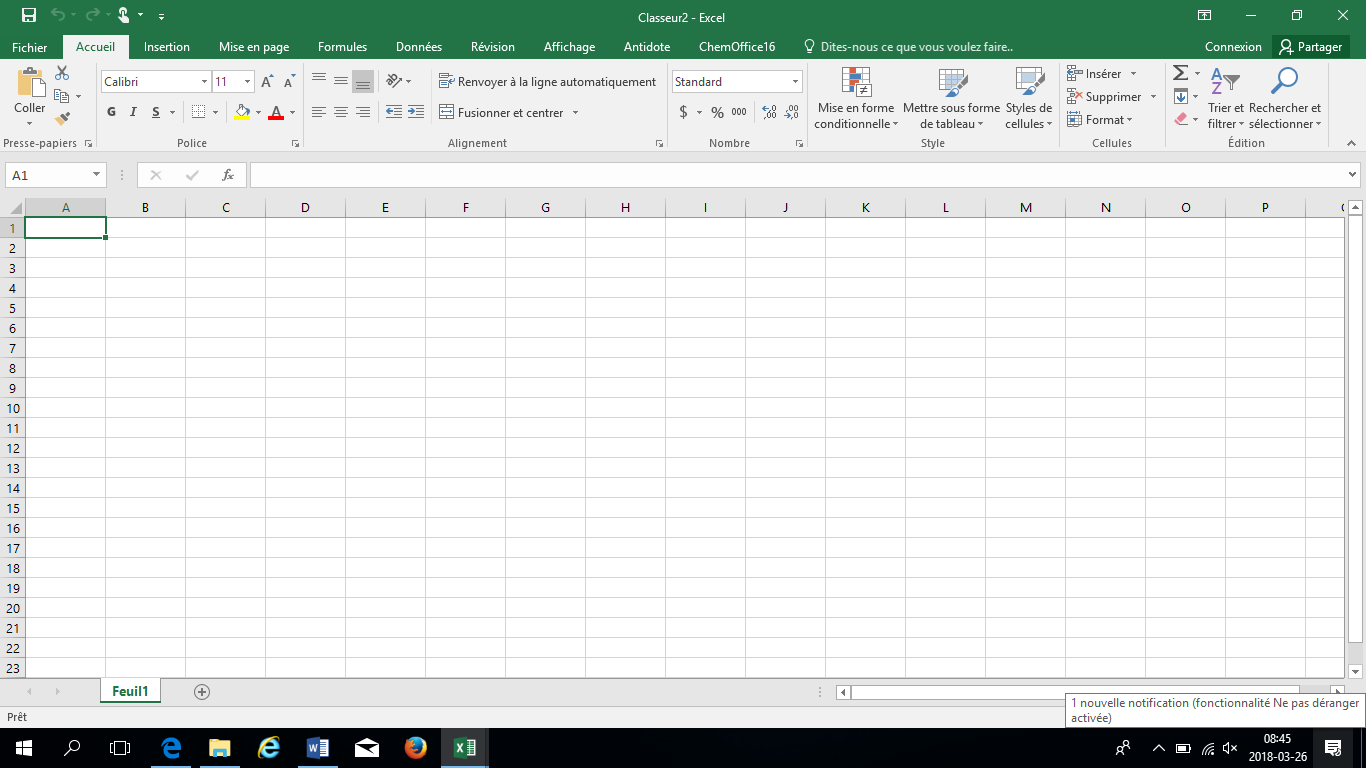 Classeur2 - Excel
Fichier Accueil Insertion Mise en page Formules Données Révision Affichage Antidote ChemOffice16 Dites-nous ce que vous voulez faire.. Connexion Partager
Calibri 11 Renvoyer à la ligne automatiquement Standard Insérer
Coller G I S Fusionner et centrer $ % 000 Mise en forme conditionnelle Mettre sous forme de tableau Styles de cellules Supprimer Format Trier et filtrer Rechercher et sélectionner
Presse-papiers Police Alignement Nombre Style Cellules Édition
A1 fx
A B C D E F G H I J K L M N O P
1
2
3
4
5
6
7
8
9
10
11
12
13
14
15
16
17
18
19
20
21
22
23
Feuil1
1 nouvelle notification (fonctionnalité Ne pas déranger
activée)
Prêt
08:45
2018-03-26